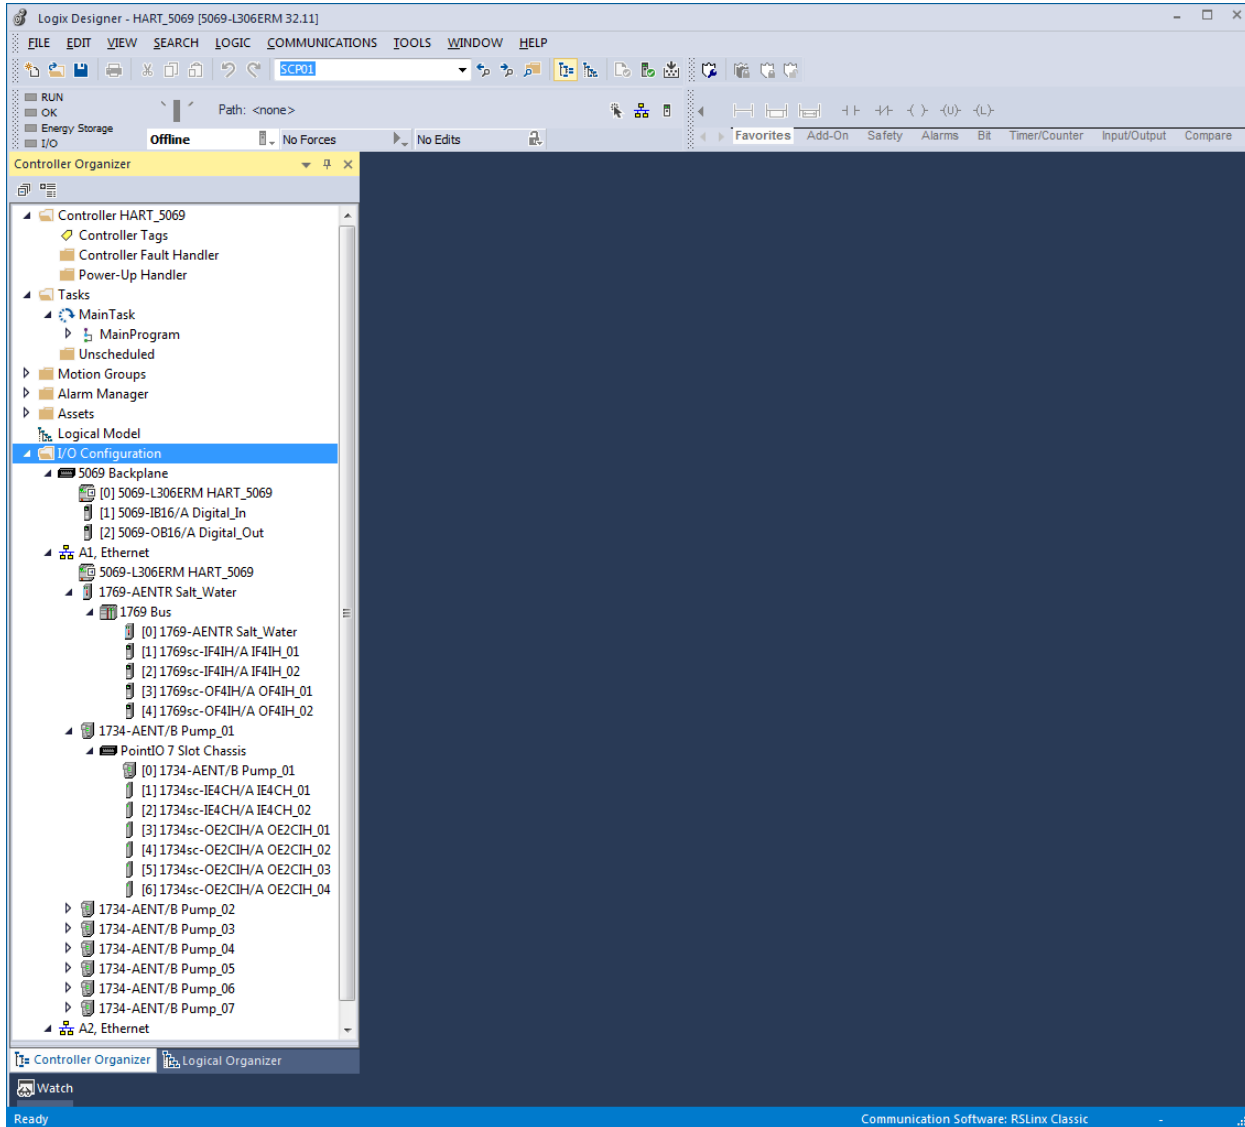 Logix Designer - HART_5069 [5069-L306ERM 32.11]
FILE EDIT VIEW SEARCH LOGIC COMMUNICATIONS TOOLS WINDOW HELP
SCP01
RUN
OK
Energy Storage
I/O
Path: <none>
Offline
No Forces
No Edits
Favorites Add-On Safety Alarms Bit Timer/Counter Input/Output Compare
Controller Organizer
Controller HART_5069
Controller Tags
Controller Fault Handler
Power-Up Handler
Tasks
MainTask
MainProgram
Unscheduled
Motion Groups
Alarm Manager
Assets
Logical Model
I/O Configuration
5069 Backplane
[0] 5069-L306ERM HART_5069
[1] 5069-IB16/A Digital_In
[2] 5069-OB16/A Digital_Out
A1, Ethernet
5069-L306ERM HART_5069
1769-AENTR Salt_Water
1769 Bus
[0] 1769-AENTR Salt_Water
[1] 1769sc-IF4IH/A IF4IH_01
[2] 1769sc-IF4IH/A IF4IH_02
[3] 1769sc-OF4IH/A OF4IH_01
[4] 1769sc-OF4IH/A OF4IH_02
1734-AENT/B Pump_01
PointIO 7 Slot Chassis
[0] 1734-AENT/B Pump_01
[1] 1734sc-IE4CH/A IE4CH_01
[2] 1734sc-IE4CH/A IE4CH_02
[3] 1734sc-OE2CIH/A OE2CIH_01
[4] 1734sc-OE2CIH/A OE2CIH_02
[5] 1734sc-OE2CIH/A OE2CIH_03
[6] 1734sc-OE2CIH/A OE2CIH_04
1734-AENT/B Pump_02
1734-AENT/B Pump_03
1734-AENT/B Pump_04
1734-AENT/B Pump_05
1734-AENT/B Pump_06
1734-AENT/B Pump_07
A2, Ethernet
Controller Organizer Logical Organizer
Watch
Ready Communication Software: RSLinx Classic -